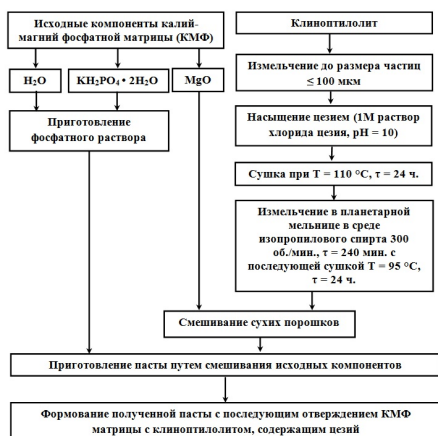 Исходные компоненты калий-
магний фосфатной матрицы (КМФ)
H₂O
KH₂PO₄ • 2H₂O
MgO
Приготовление
фосфатного раствора
Клиноптилолит
Измельчение до размера частиц
≤ 100 мкм
Насыщение цезием (1М раствор
хлорида цезия, pH = 10)
Сушка при T = 110 °C, τ = 24 ч.
Измельчение в планетарной
мельнице в среде
изопропилового спирта 300
об./мин., τ = 240 мин. с
последующей сушкой T = 95 °C,
τ = 24 ч.
Смешивание сухих порошков
Приготовление пасты путем смешивания исходных компонентов
Формование полученной пасты с последующим отверждением КМФ
матрицы с клиноптилолитом, содержащим цезий